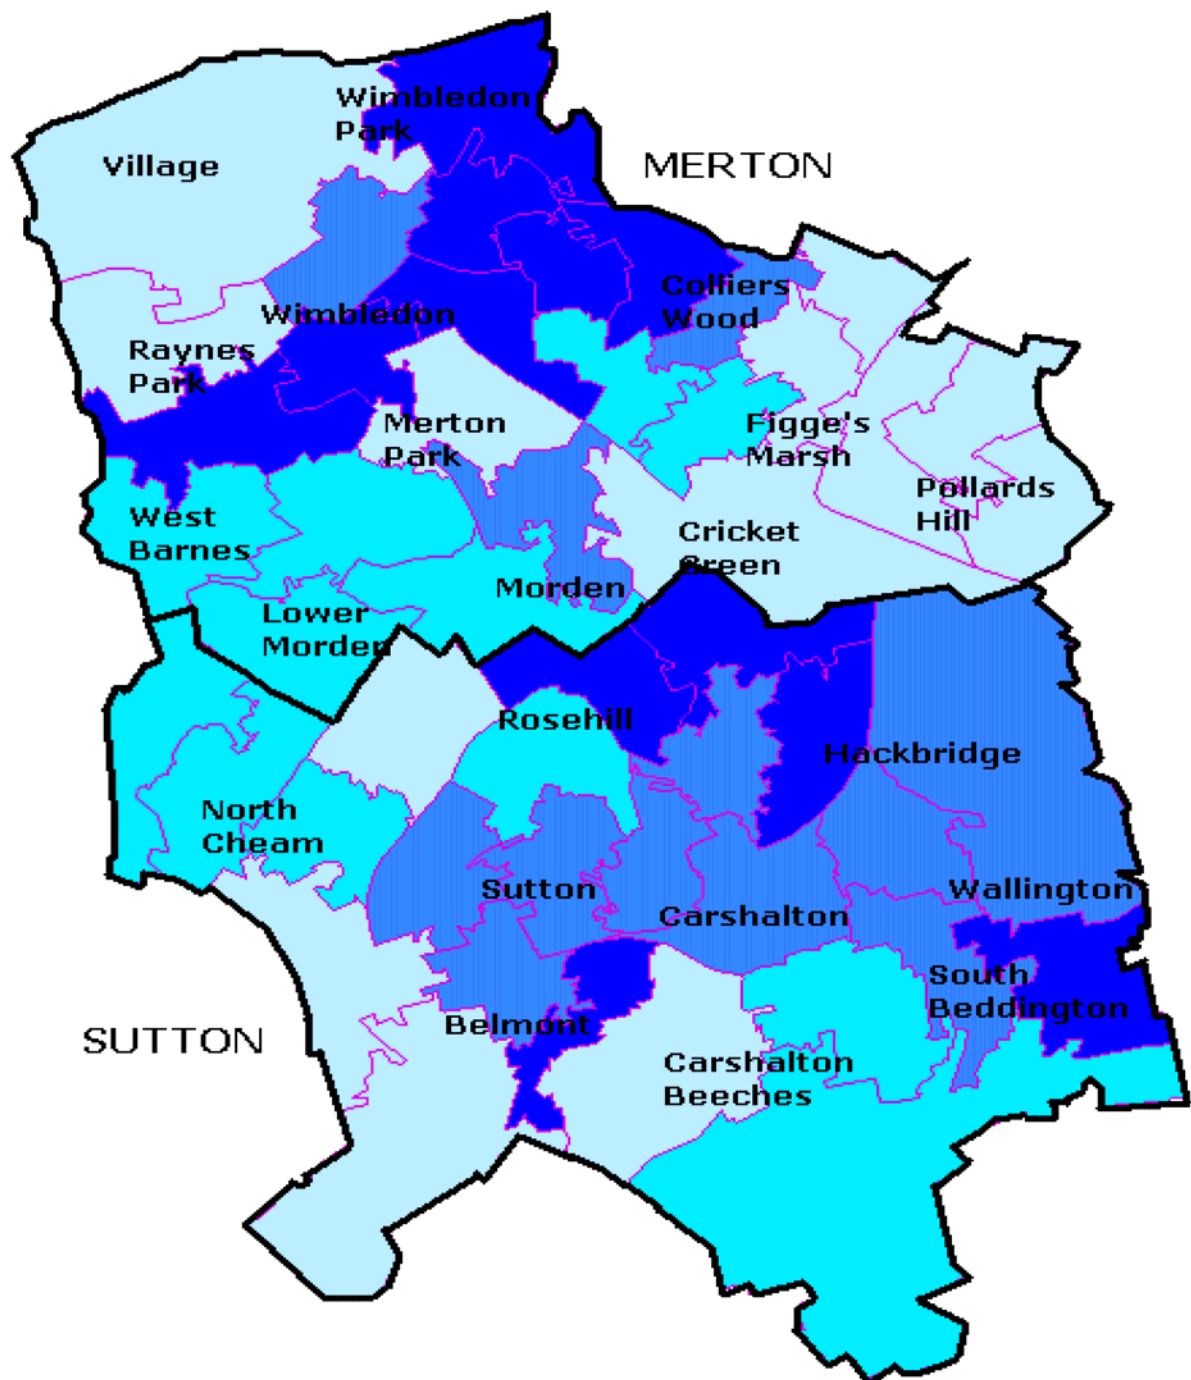 Wimbledon
Park
Village
MERTON
Colliers
Wood
Wimbledon
Raynes
Park
Merton
Park
Figge's
Marsh
Pollards
Hill
West
Barnes
Cricket
Green
Morden
Lower
Morden
Rosehill
Hackbridge
North
Cheam
Sutton
Wallington
Carshalton
South
Beddington
Belmont
SUTTON
Carshalton
Beeches